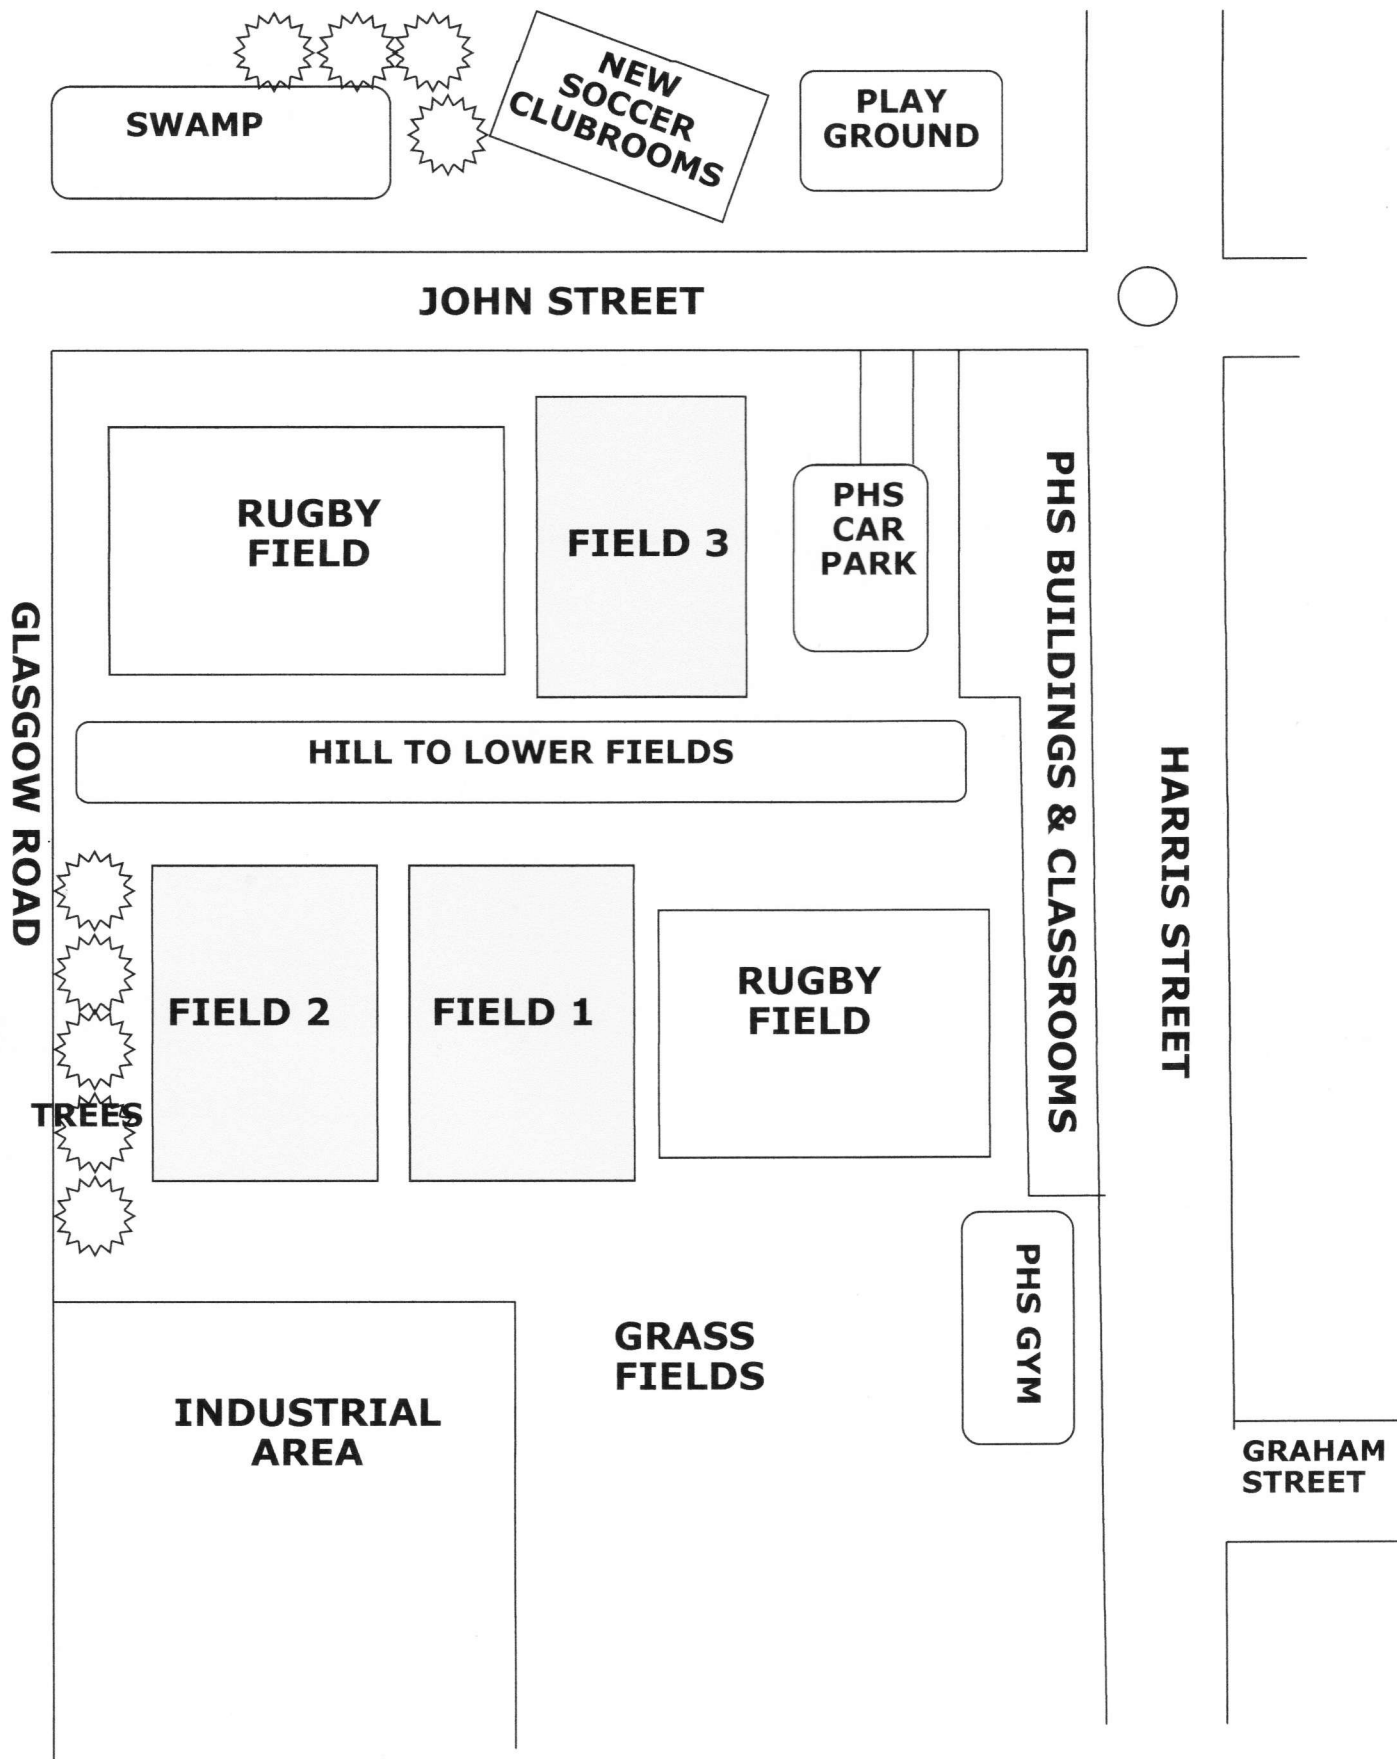 NEW
SOCCER
CLUBROOMS
PLAY
GROUND
SWAMP
JOHN STREET
RUGBY
FIELD
FIELD 3
PHS
CAR
PARK
PHS BUILDINGS & CLASSROOMS
GLASGOW ROAD
HILL TO LOWER FIELDS
HARRIS STREET
FIELD 2
FIELD 1
RUGBY
FIELD
TREES
PHS GYM
GRASS
FIELDS
INDUSTRIAL
AREA
GRAHAM
STREET